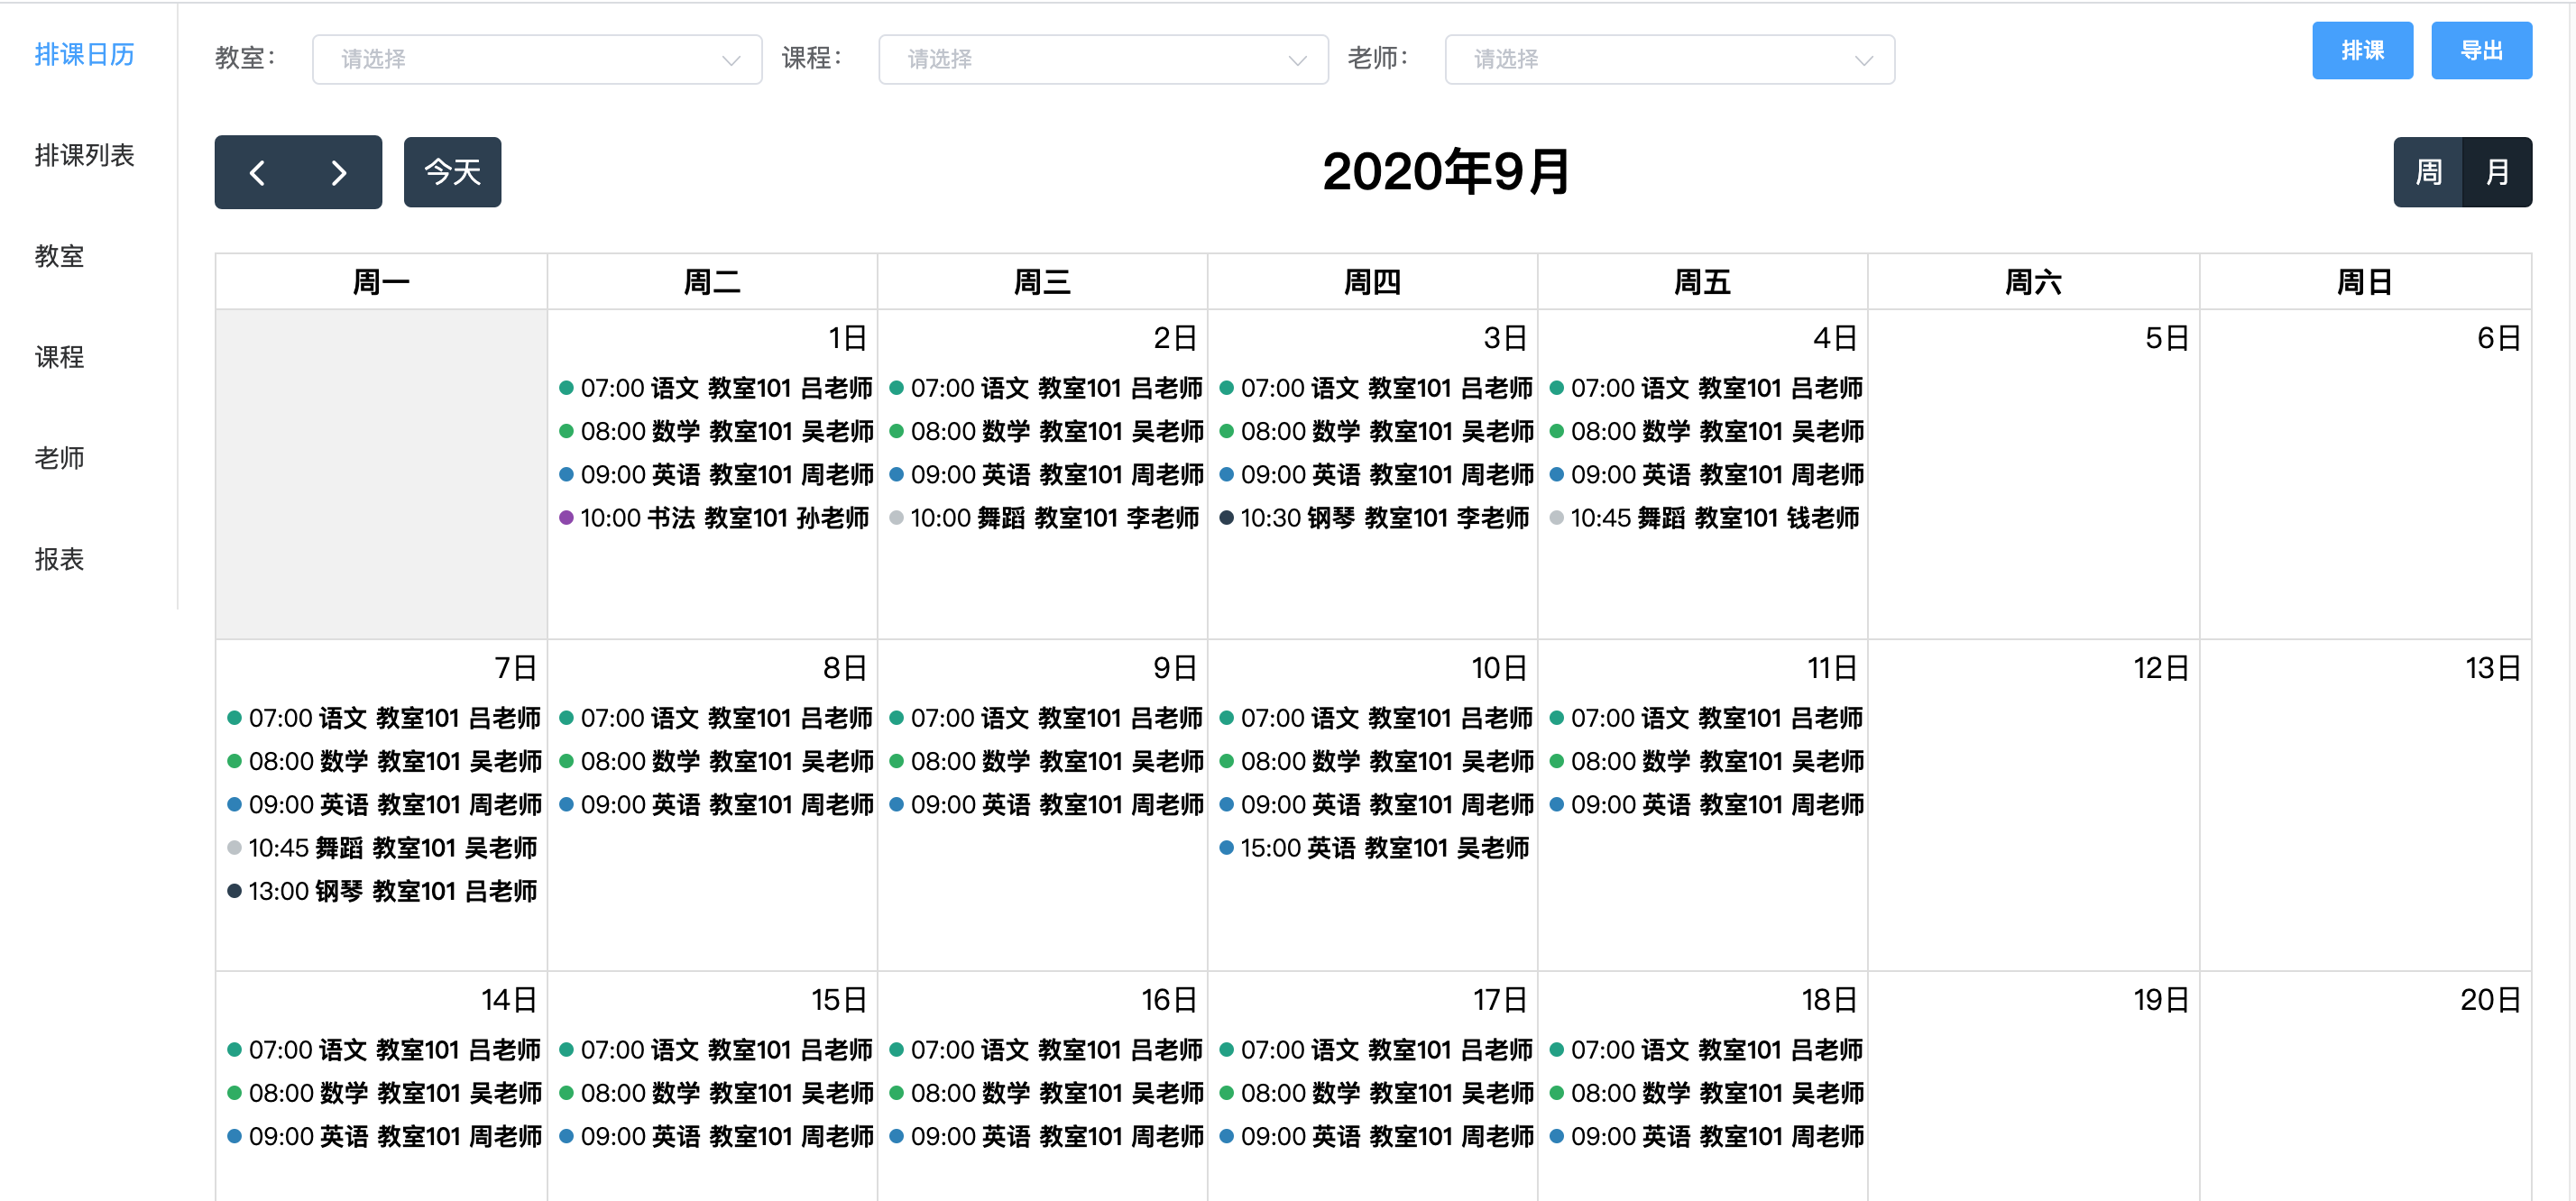 排课日历
排课列表
教室
课程
老师
报表
教室： 请选择 课程： 请选择 老师： 请选择 排课 导出
今天 2020年9月 周 月
周一 周二 周三 周四 周五 周六 周日
1日 2日 3日 4日 5日 6日
07:00 语文 教室101 吕老师 07:00 语文 教室101 吕老师 07:00 语文 教室101 吕老师 07:00 语文 教室101 吕老师
08:00 数学 教室101 吴老师 08:00 数学 教室101 吴老师 08:00 数学 教室101 吴老师 08:00 数学 教室101 吴老师
09:00 英语 教室101 周老师 09:00 英语 教室101 周老师 09:00 英语 教室101 周老师 09:00 英语 教室101 周老师
10:00 书法 教室101 孙老师 10:00 舞蹈 教室101 李老师 10:30 钢琴 教室101 李老师 10:45 舞蹈 教室101 钱老师
7日 8日 9日 10日 11日 12日 13日
07:00 语文 教室101 吕老师 07:00 语文 教室101 吕老师 07:00 语文 教室101 吕老师 07:00 语文 教室101 吕老师 07:00 语文 教室101 吕老师
08:00 数学 教室101 吴老师 08:00 数学 教室101 吴老师 08:00 数学 教室101 吴老师 08:00 数学 教室101 吴老师 08:00 数学 教室101 吴老师
09:00 英语 教室101 周老师 09:00 英语 教室101 周老师 09:00 英语 教室101 周老师 09:00 英语 教室101 周老师 09:00 英语 教室101 周老师
10:45 舞蹈 教室101 吴老师 15:00 英语 教室101 吴老师
13:00 钢琴 教室101 吕老师
14日 15日 16日 17日 18日 19日 20日
07:00 语文 教室101 吕老师 07:00 语文 教室101 吕老师 07:00 语文 教室101 吕老师 07:00 语文 教室101 吕老师 07:00 语文 教室101 吕老师
08:00 数学 教室101 吴老师 08:00 数学 教室101 吴老师 08:00 数学 教室101 吴老师 08:00 数学 教室101 吴老师 08:00 数学 教室101 吴老师
09:00 英语 教室101 周老师 09:00 英语 教室101 周老师 09:00 英语 教室101 周老师 09:00 英语 教室101 周老师 09:00 英语 教室101 周老师